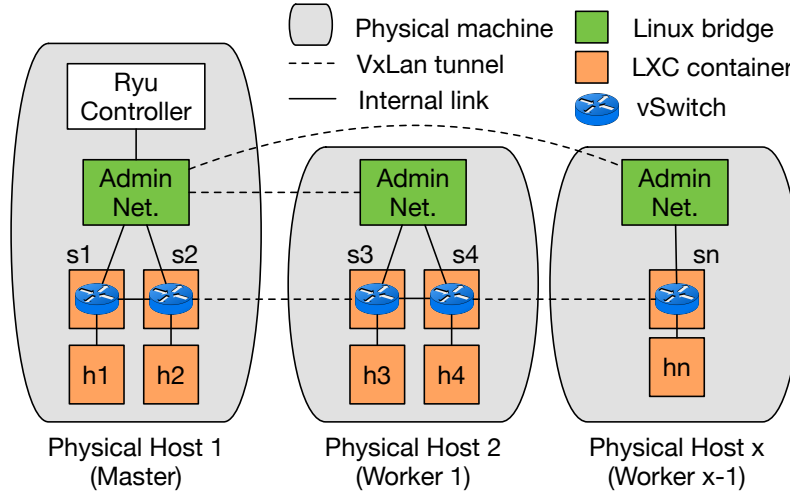 Physical machine
VxLan tunnel
Internal link
Linux bridge
LXC container
vSwitch
Ryu
Controller
Admin
Net.
Admin
Net.
Admin
Net.
s1
s2
s3
s4
sn
h1
h2
h3
h4
hn
Physical Host 1
(Master)
Physical Host 2
(Worker 1)
Physical Host x
(Worker x-1)